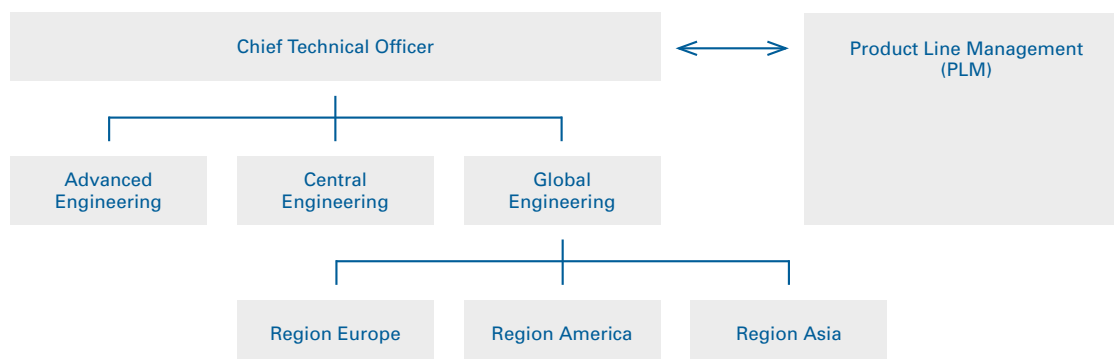 Chief Technical Officer
Product Line Management
(PLM)
Advanced
Engineering
Central
Engineering
Global
Engineering
Region Europe
Region America
Region Asia